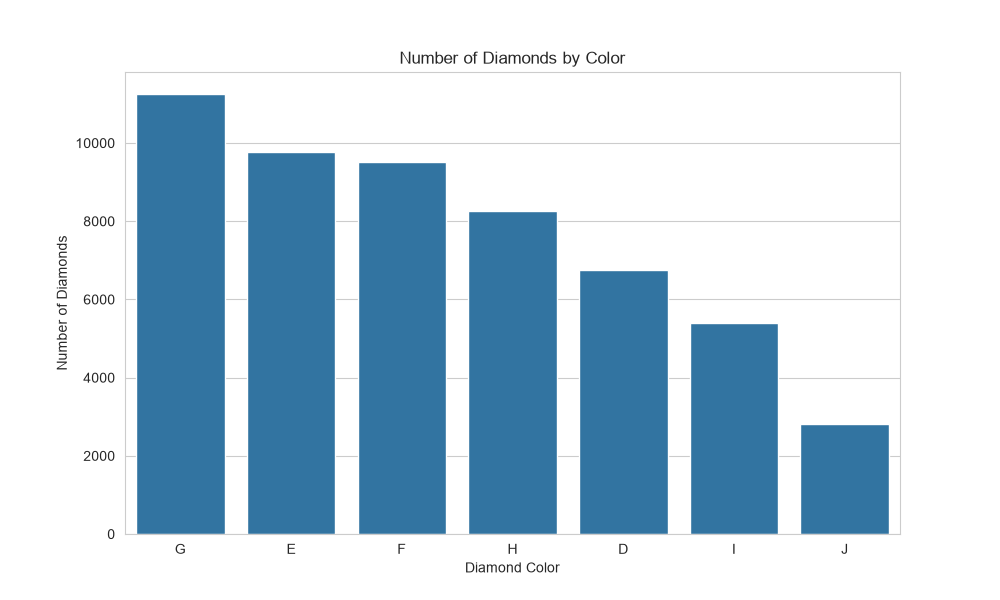 Number of Diamonds by Color
Number of Diamonds
10000
8000
6000
4000
2000
0
G E F H D I J
Diamond Color